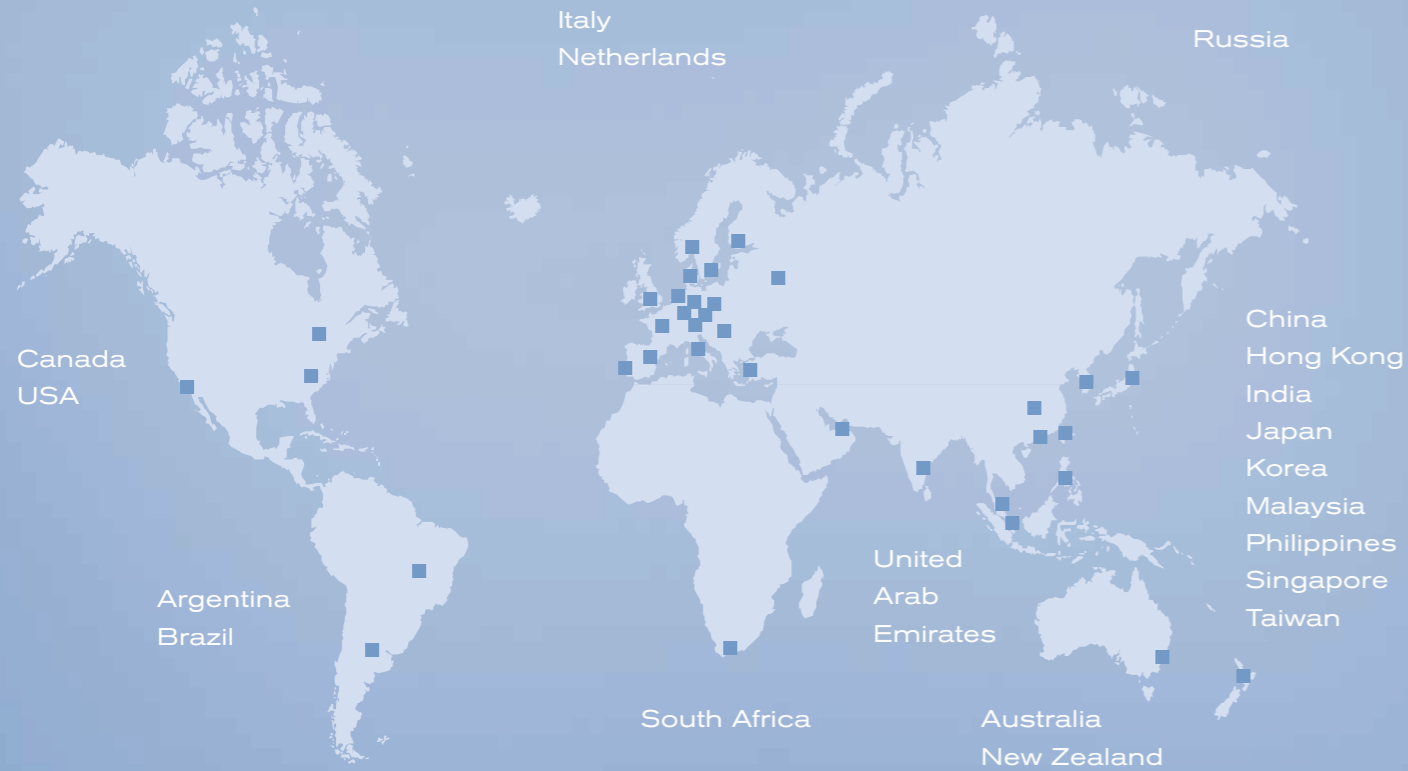 Italy
Netherlands
Russia
Canada
USA
China
Hong Kong
India
Japan
Korea
Malaysia
Philippines
Singapore
Taiwan
Argentina
Brazil
United
Arab
Emirates
South Africa
Australia
New Zealand